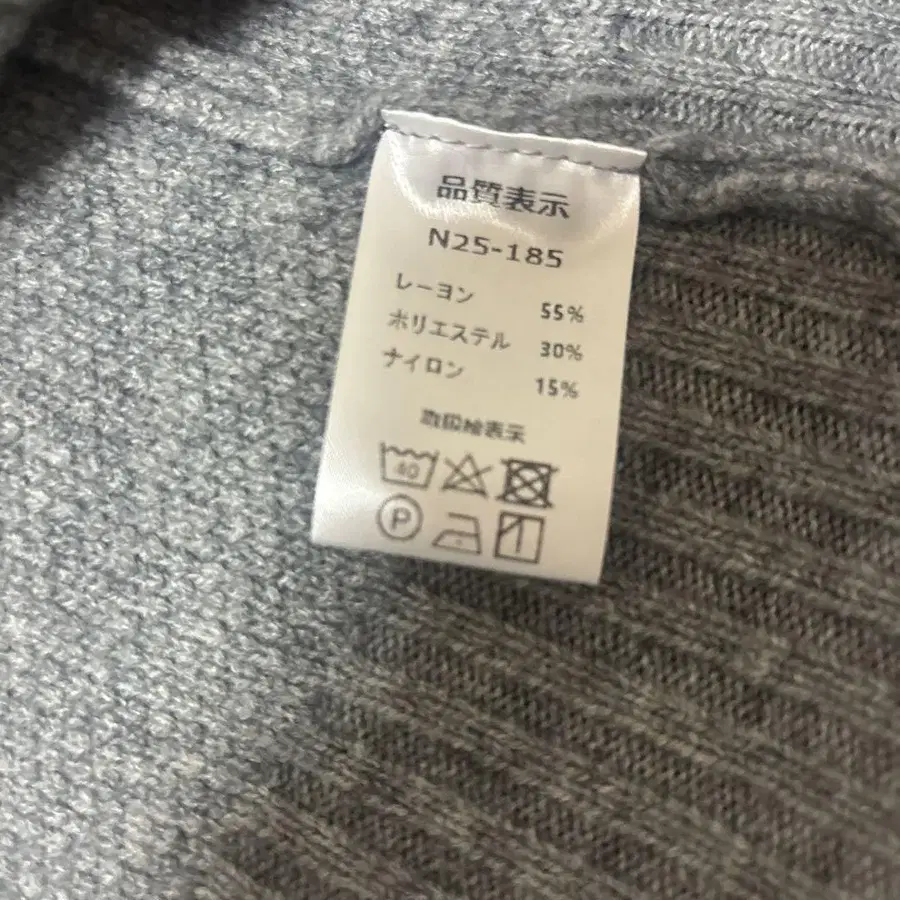 品質表示
N25-185
レーヨン 55%
ポリエステル 30%
ナイロン 15%
取扱絵表示
40
P